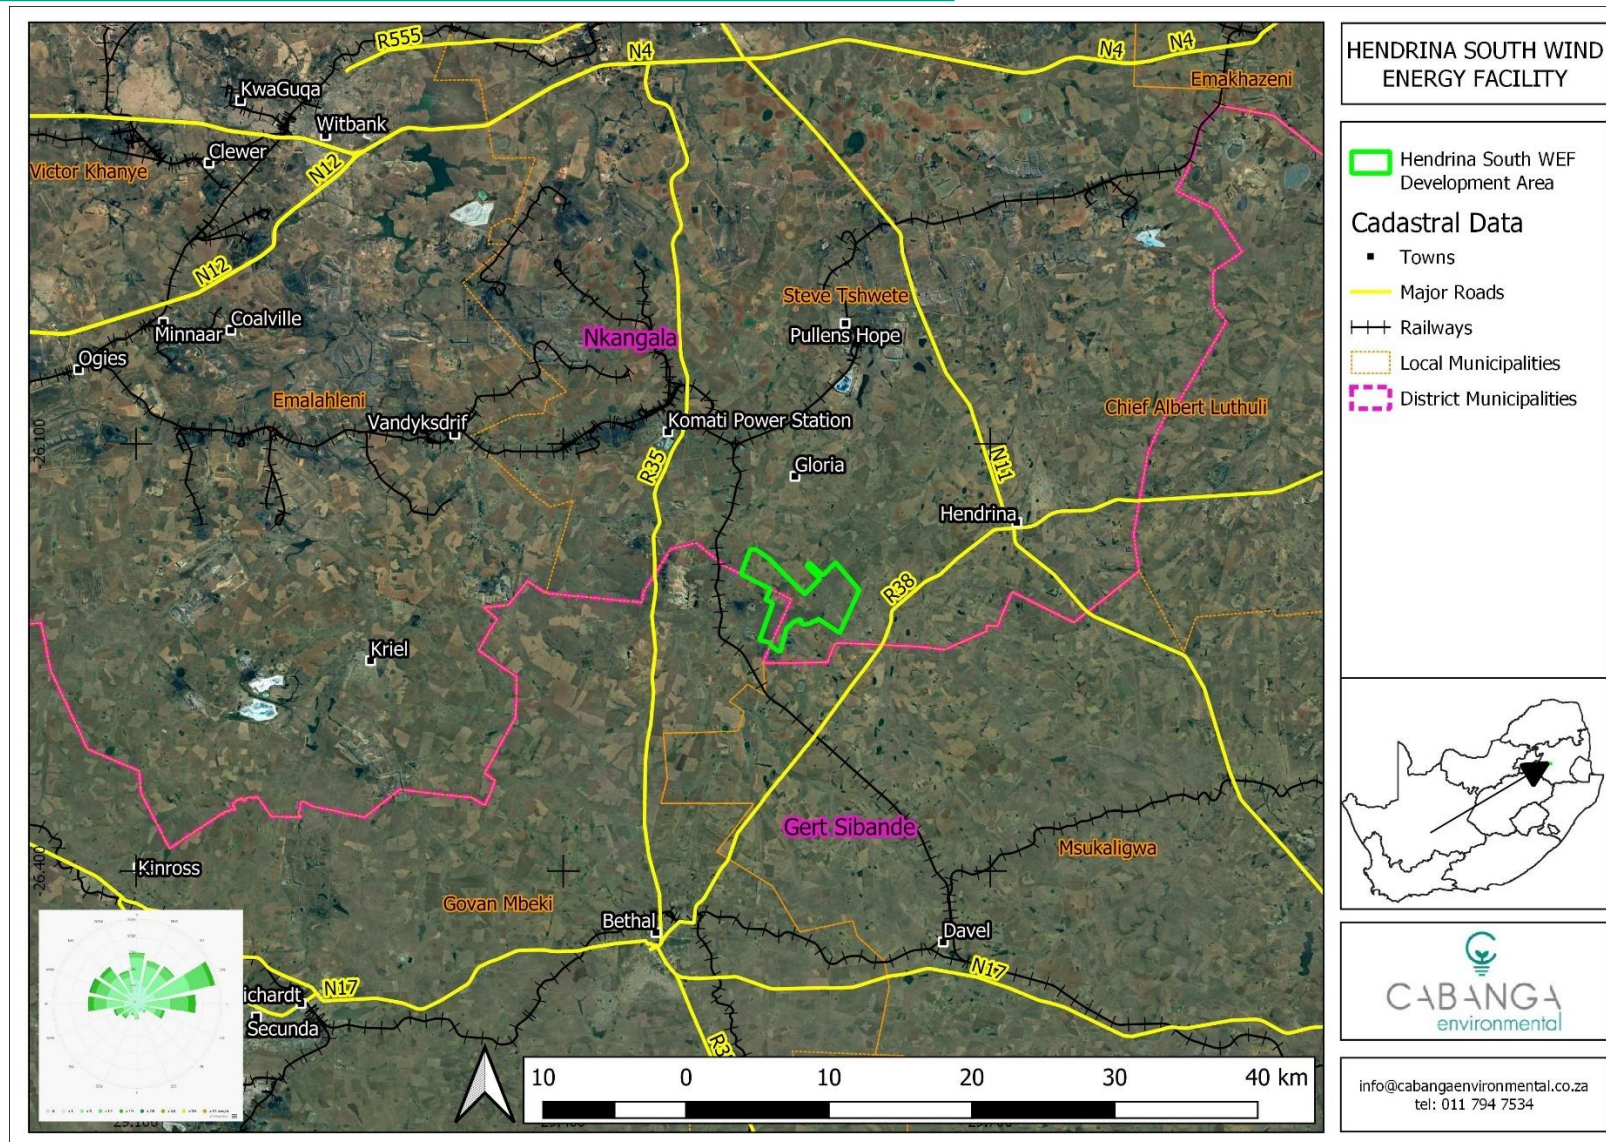 HENDRINA SOUTH WIND
ENERGY FACILITY
Hendrina South WEF
Development Area
Cadastral Data
Towns
Major Roads
Railways
Local Municipalities
District Municipalities
R555
N4
N4
N4
Emakhazeni
KwaGuqa
Witbank
Clewer
N12
Victor Khanye
N12
Steve Tshwete
Minnaar
Coalville
Nkangala
Pullens Hope
Ogies
Emalahleni
Chief Albert Luthuli
Vandyksdrif
Komati Power Station
-26.100
R35
Gloria
N11
Hendrina
R38
Kriel
Gert Sibande
Msukaligwa
-26.400
Kinross
Govan Mbeki
Bethal
Davel
N17
ichardt
N17
Secunda
10 0 10 20 30 40 km
CABANGA
environmental
info@cabangaenvironmental.co.za
tel: 011 794 7534